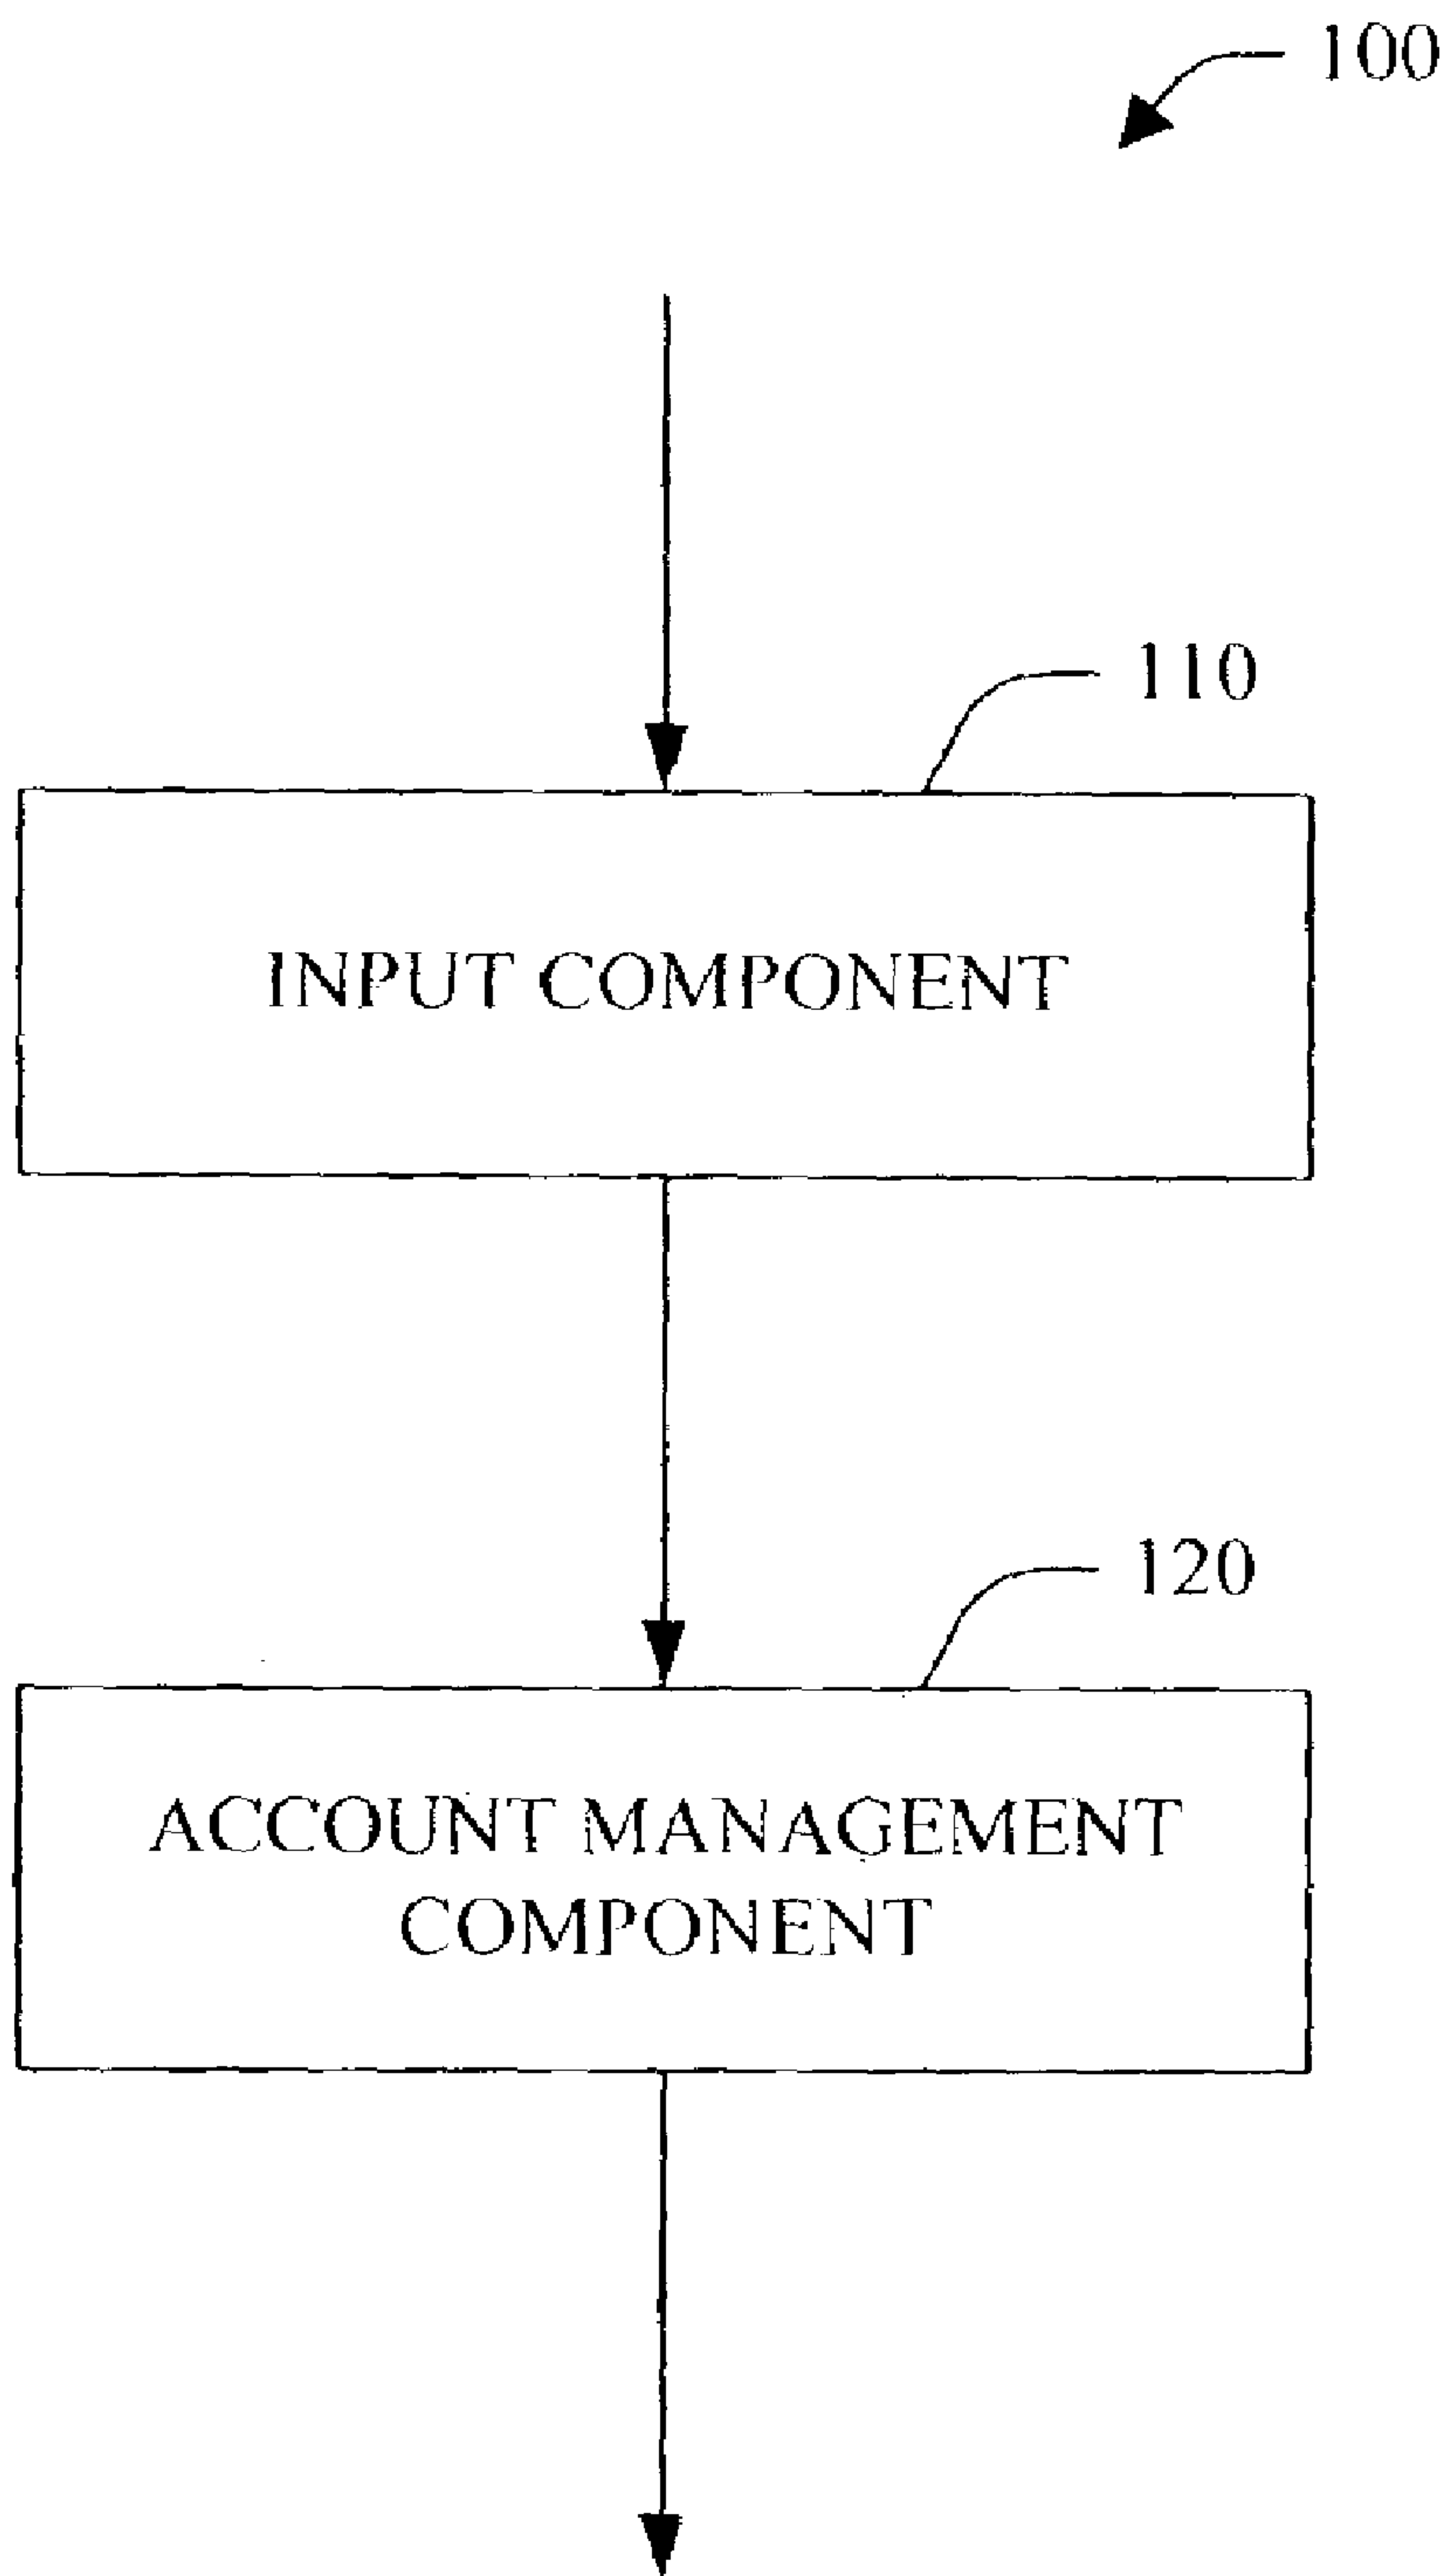 100
110
INPUT COMPONENT
120
ACCOUNT MANAGEMENT
COMPONENT